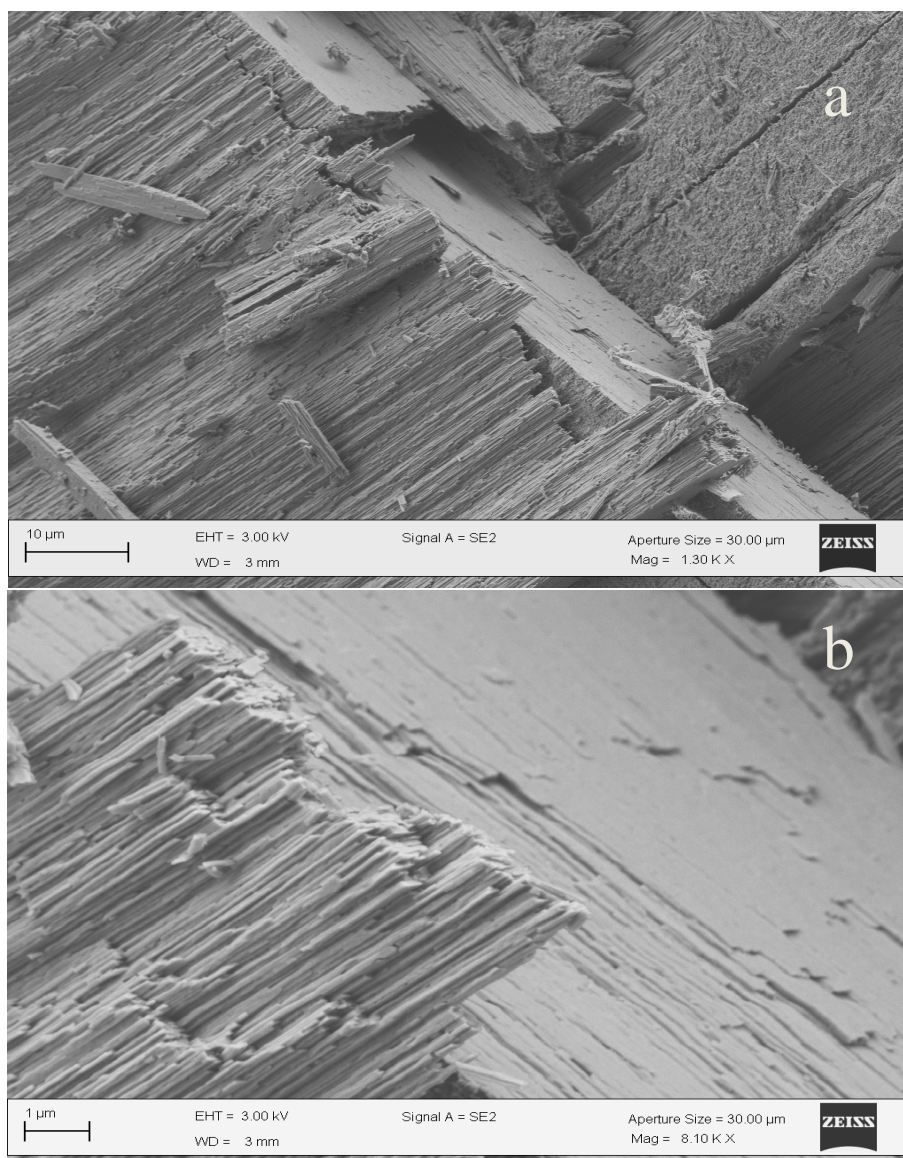 a
10 µm
EHT = 3.00 kV
Signal A = SE2
Aperture Size = 30.00 µm
WD = 3 mm
Mag = 1.30 K X
ZEISS
b
1 µm
EHT = 3.00 kV
Signal A = SE2
Aperture Size = 30.00 µm
WD = 3 mm
Mag = 8.10 K X
ZEISS